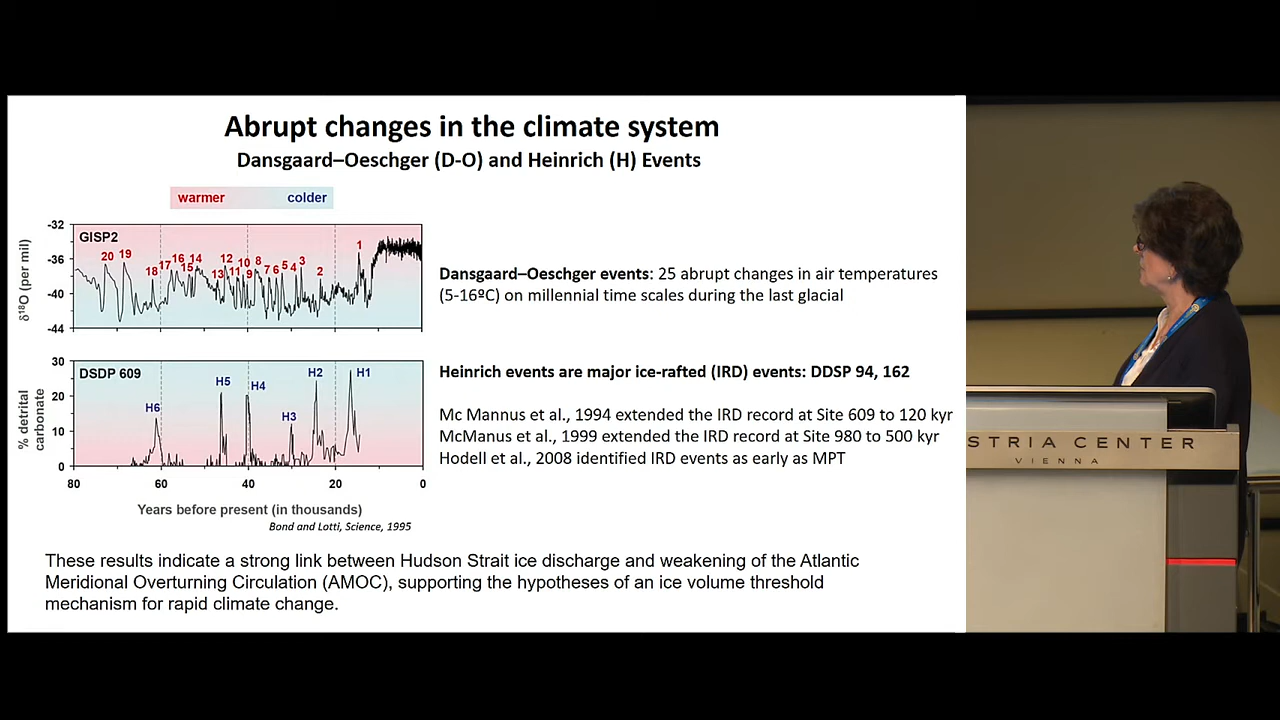 Abrupt changes in the climate system
Dansgaard–Oeschger (D-O) and Heinrich (H) Events
warmer colder
-32
-36
-40
-44
δ¹⁸O (per mil)
GISP2
20 19 18 17 16 15 14 13 12 11 10 9 8 7 6 5 4 3 2 1
Dansgaard–Oeschger events: 25 abrupt changes in air temperatures
(5-16ºC) on millennial time scales during the last glacial
30
20
10
0
% detrital
carbonate
DSDP 609
H6 H5 H4 H3 H2 H1
80 60 40 20 0
Years before present (in thousands)
Bond and Lotti, Science, 1995
Heinrich events are major ice-rafted (IRD) events: DDSP 94, 162
Mc Mannus et al., 1994 extended the IRD record at Site 609 to 120 kyr
McManus et al., 1999 extended the IRD record at Site 980 to 500 kyr
Hodell et al., 2008 identified IRD events as early as MPT
These results indicate a strong link between Hudson Strait ice discharge and weakening of the Atlantic
Meridional Overturning Circulation (AMOC), supporting the hypotheses of an ice volume threshold
mechanism for rapid climate change.
STRIA CENTER
VIENNA